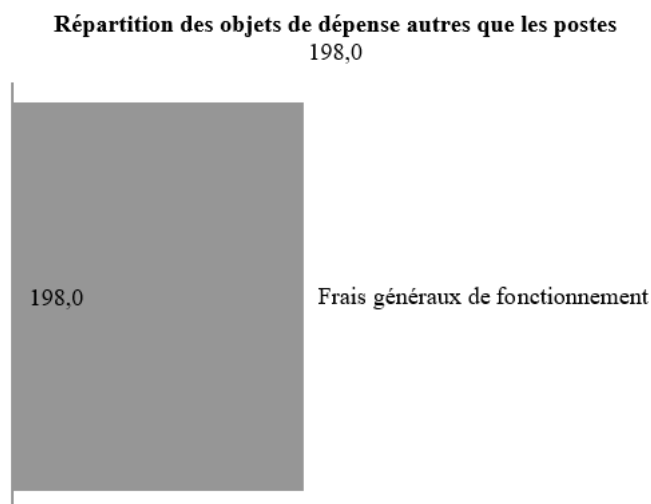 Répartition des objets de dépense autres que les postes
198,0
198,0
Frais généraux de fonctionnement